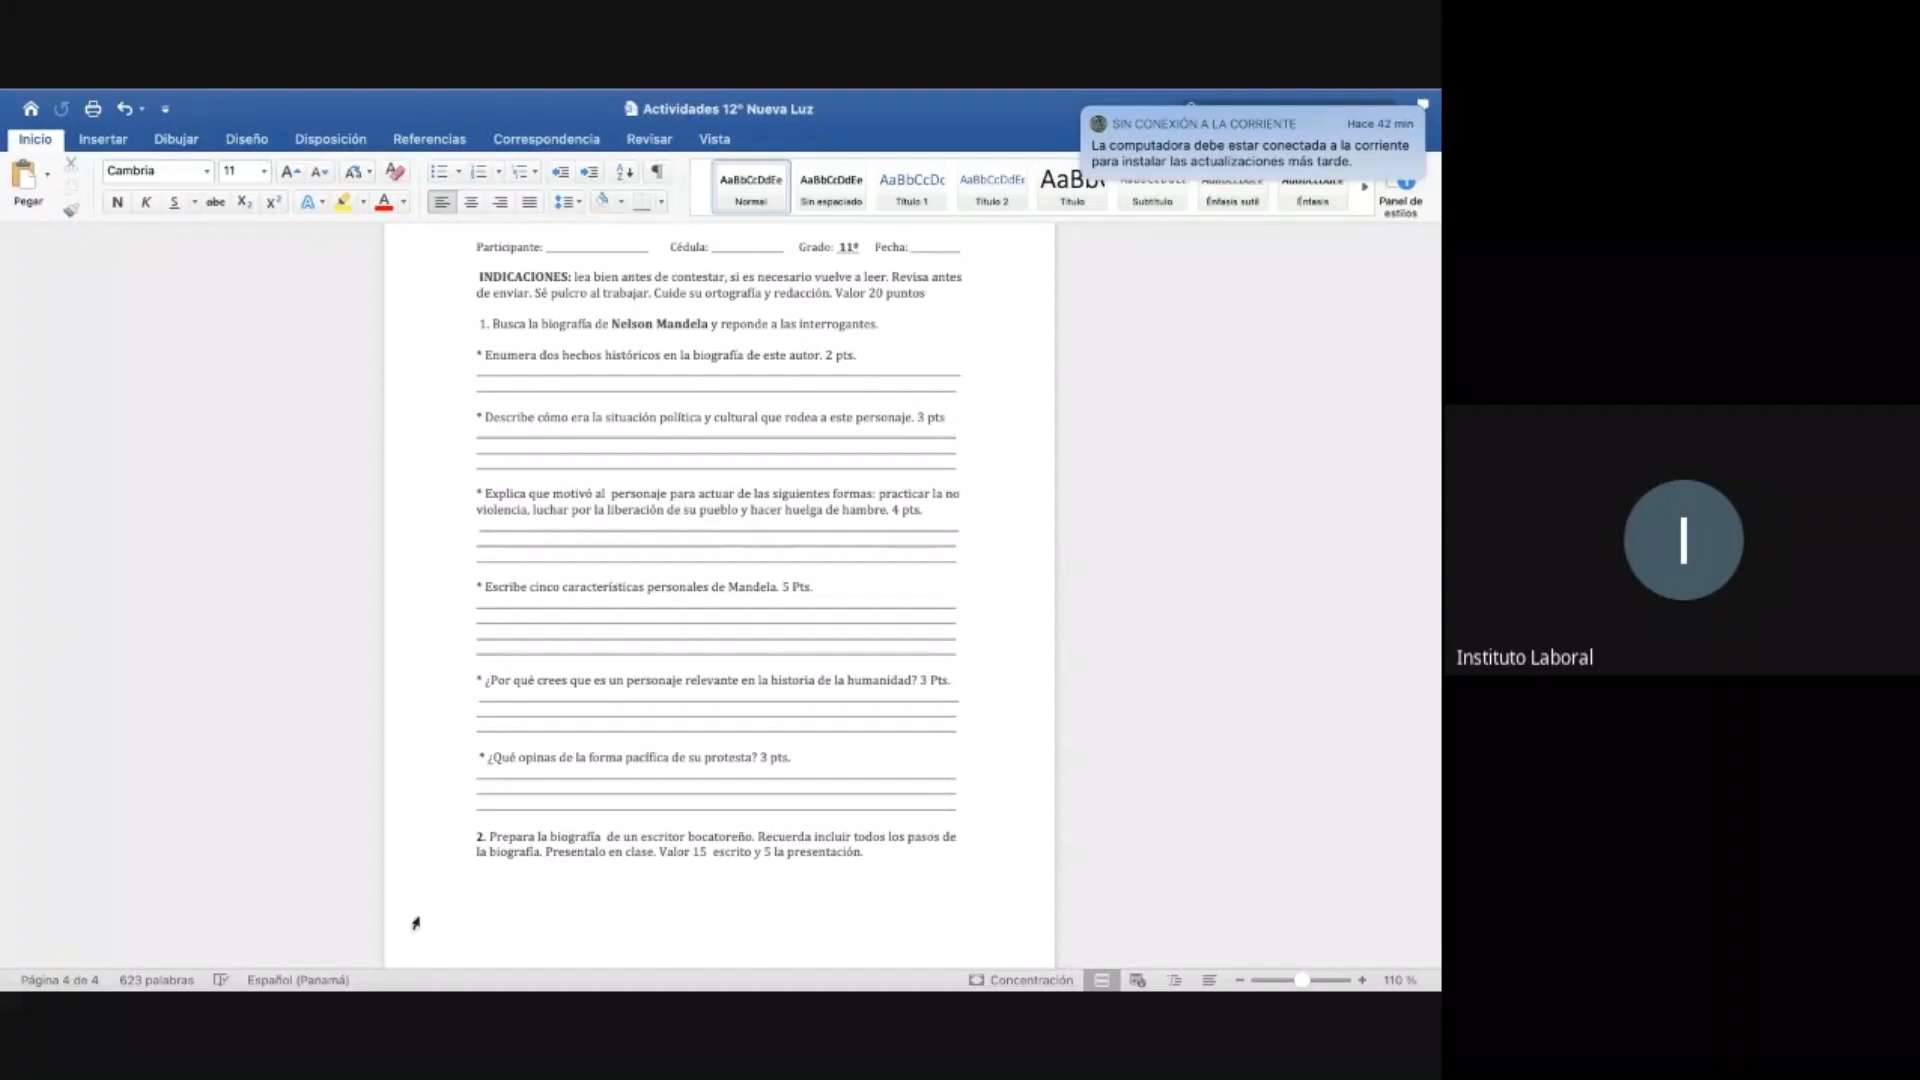 Actividades 12° Nueva Luz
SIN CONEXIÓN A LA CORRIENTE Hace 42 min
La computadora debe estar conectada a la corriente
para instalar las actualizaciones más tarde.
Inicio Insertar Dibujar Diseño Disposición Referencias Correspondencia Revisar Vista
Pegar
Cambria 11
N K S abc X₂ X² A A
AaBbCcDdEe AaBbCcDdEe AaBbCcDc AaBbCcDdEe AaBb
Normal Sin espaciado Título 1 Título 2 Título Subtítulo Énfasis sutil Énfasis
Panel de
estilos
Participante: _______________ Cédula: ___________ Grado: 11º Fecha: _______
INDICACIONES: lea bien antes de contestar, si es necesario vuelve a leer. Revisa antes
de enviar. Sé pulcro al trabajar. Cuide su ortografía y redacción. Valor 20 puntos
1. Busca la biografía de Nelson Mandela y reponde a las interrogantes.
* Enumera dos hechos históricos en la biografía de este autor. 2 pts.
* Describe cómo era la situación política y cultural que rodea a este personaje. 3 pts
* Explica que motivó al personaje para actuar de las siguientes formas: practicar la no
violencia, luchar por la liberación de su pueblo y hacer huelga de hambre. 4 pts.
* Escribe cinco características personales de Mandela. 5 Pts.
* ¿Por qué crees que es un personaje relevante en la historia de la humanidad? 3 Pts.
* ¿Qué opinas de la forma pacífica de su protesta? 3 pts.
2. Prepara la biografía de un escritor bocatoreño. Recuerda incluir todos los pasos de
la biografía. Presentalo en clase. Valor 15 escrito y 5 la presentación.
Página 4 de 4 623 palabras Español (Panamá) Concentración 110 %
I
Instituto Laboral